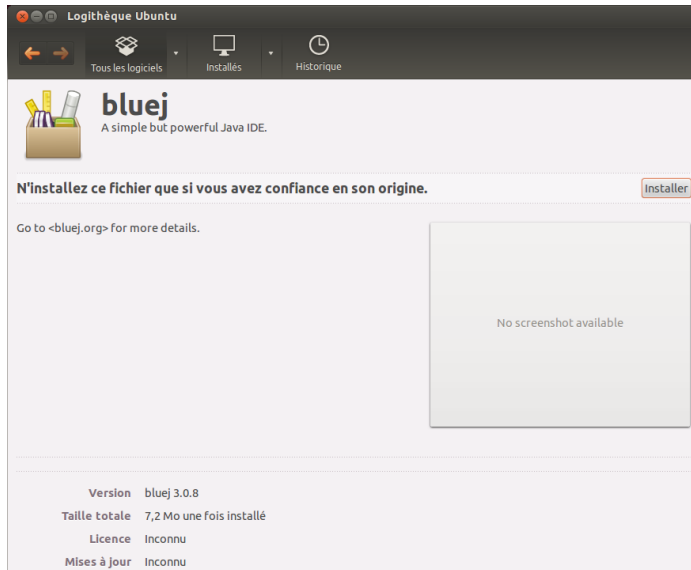 Logithèque Ubuntu
Tous les logiciels
Installés
Historique
bluej
A simple but powerful Java IDE.
N'installez ce fichier que si vous avez confiance en son origine.
Installer
Go to <bluej.org> for more details.
No screenshot available
Version bluej 3.0.8
Taille totale 7,2 Mo une fois installé
Licence Inconnu
Mises à jour Inconnu